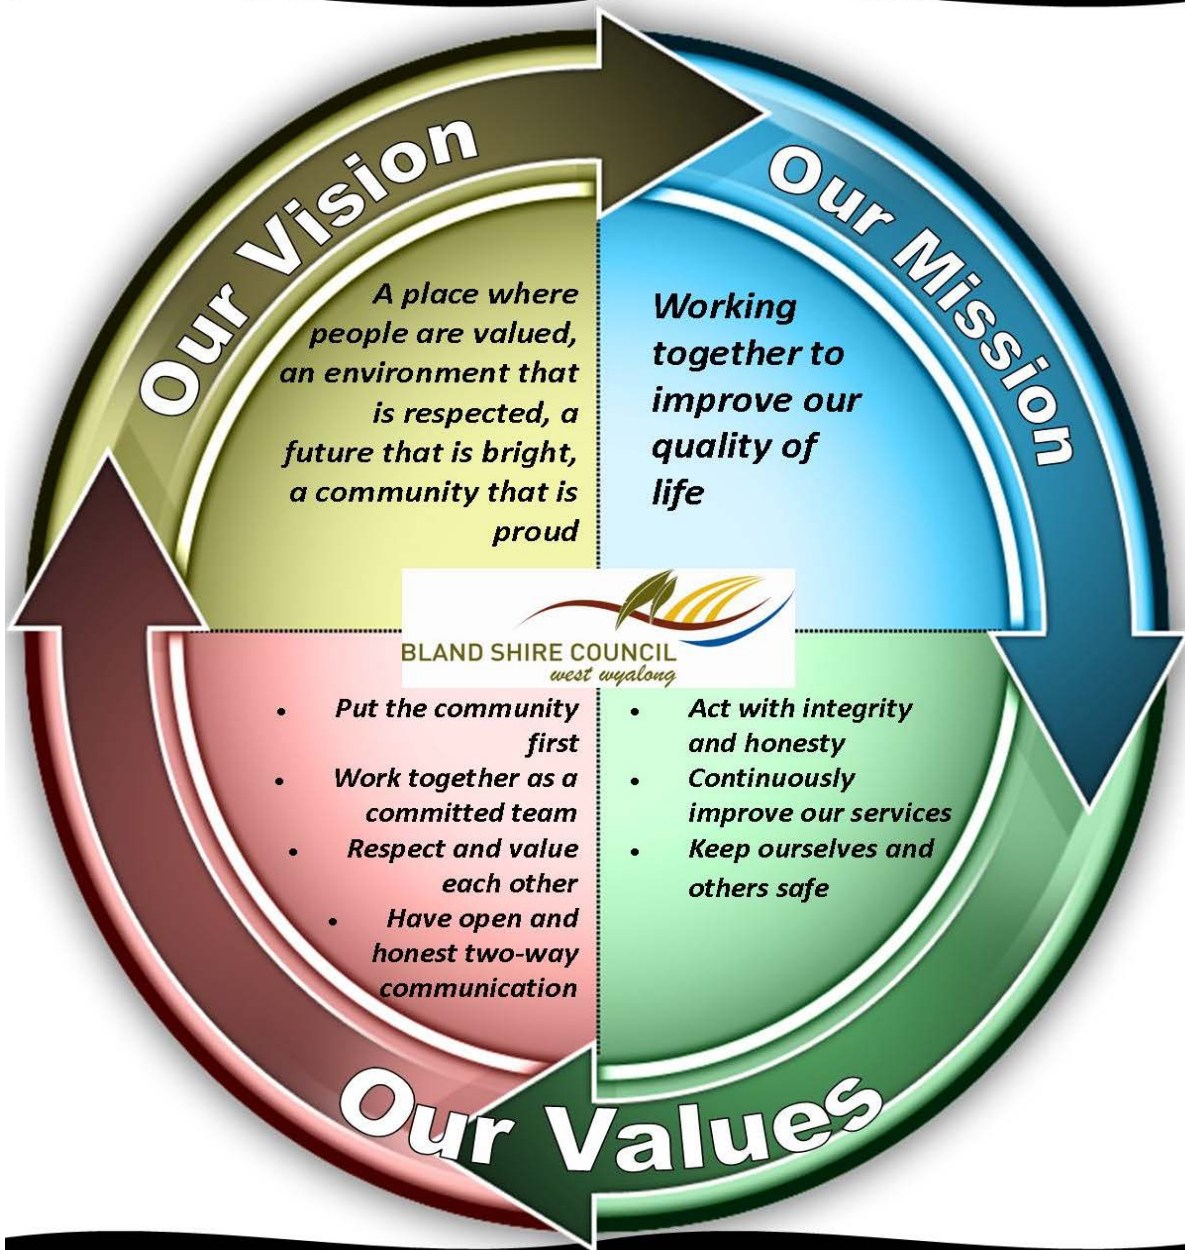 Our Vision
A place where
people are valued,
an environment that
is respected, a
future that is bright,
a community that is
proud
Our Mission
Working
together to
improve our
quality of
life
BLAND SHIRE COUNCIL
west wyalong
• Put the community
first
• Work together as a
committed team
• Respect and value
each other
• Have open and
honest two-way
communication
• Act with integrity
and honesty
• Continuously
improve our services
• Keep ourselves and
others safe
Our Values